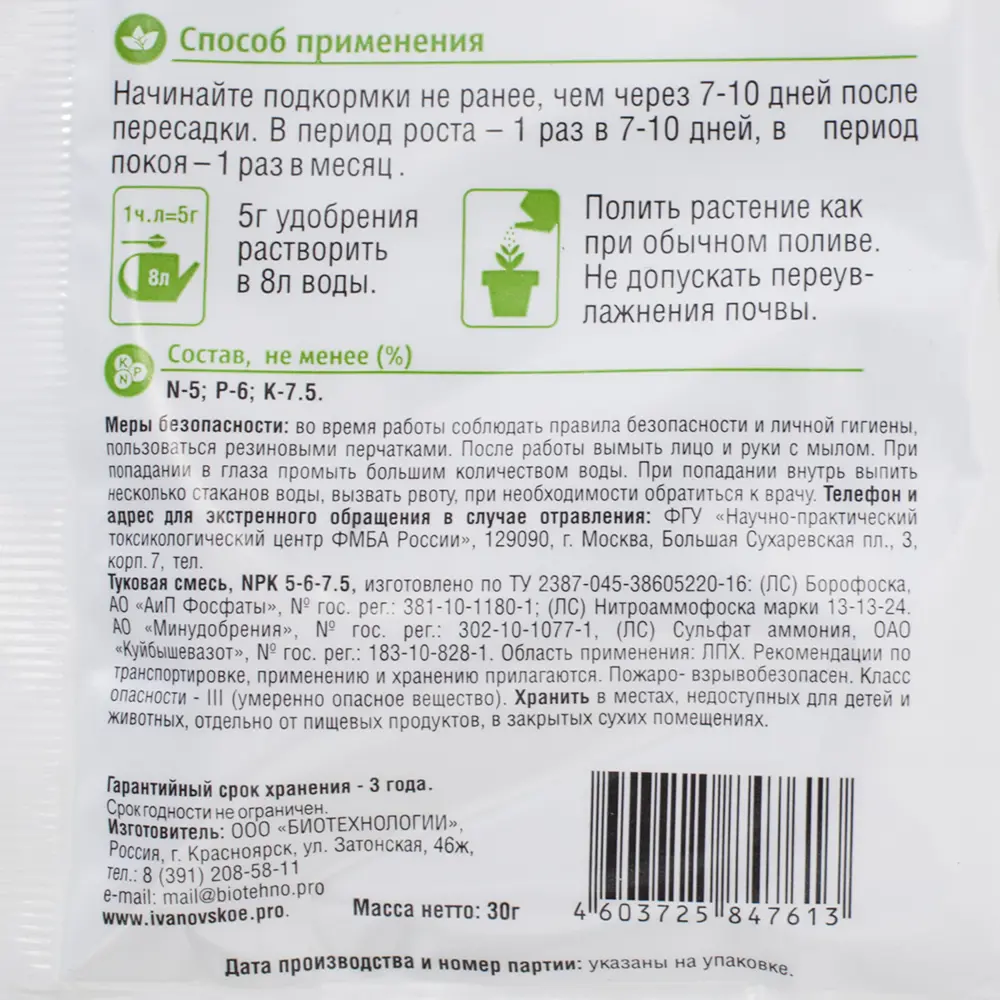 Способ применения
Начинайте подкормки не ранее, чем через 7-10 дней после
пересадки. В период роста – 1 раз в 7-10 дней, в период
покоя – 1 раз в месяц .
1ч.л=5г
8л
5г удобрения
растворить
в 8л воды.
Полить растение как
при обычном поливе.
Не допускать переув-
лажнения почвы.
K
N
P
Состав, не менее (%)
N-5; P-6; K-7.5.
Меры безопасности: во время работы соблюдать правила безопасности и личной гигиены,
пользоваться резиновыми перчатками. После работы вымыть лицо и руки с мылом. При
попадании в глаза промыть большим количеством воды. При попадании внутрь выпить
несколько стаканов воды, вызвать рвоту, при необходимости обратиться к врачу. Телефон и
адрес для экстренного обращения в случае отравления: ФГУ «Научно-практический
токсикологический центр ФМБА России», 129090, г. Москва, Большая Сухаревская пл., 3,
корп. 7, тел.
Туковая смесь, NPK 5-6-7.5, изготовлено по ТУ 2387-045-38605220-16: (ЛС) Борофоска,
АО «АиП Фосфаты», № гос. рег.: 381-10-1180-1; (ЛС) Нитроаммофоска марки 13-13-24.
АО «Минудобрения», № гос. рег.: 302-10-1077-1, (ЛС) Сульфат аммония, ОАО
«Куйбышевазот», № гос. рег.: 183-10-828-1. Область применения: ЛПХ. Рекомендации по
транспортировке, применению и хранению прилагаются. Пожаро- взрывобезопасен. Класс
опасности - III (умеренно опасное вещество). Хранить в местах, недоступных для детей и
животных, отдельно от пищевых продуктов, в закрытых сухих помещениях.
Гарантийный срок хранения - 3 года.
Срок годности не ограничен.
Изготовитель: ООО «БИОТЕХНОЛОГИИ»,
Россия, г. Красноярск, ул. Затонская, 46ж,
тел.: 8 (391) 208-58-11
e-mail: mail@biotehno.pro
www.ivanovskoe.pro.
Масса нетто: 30г
4 603725 847613
Дата производства и номер партии: указаны на упаковке.